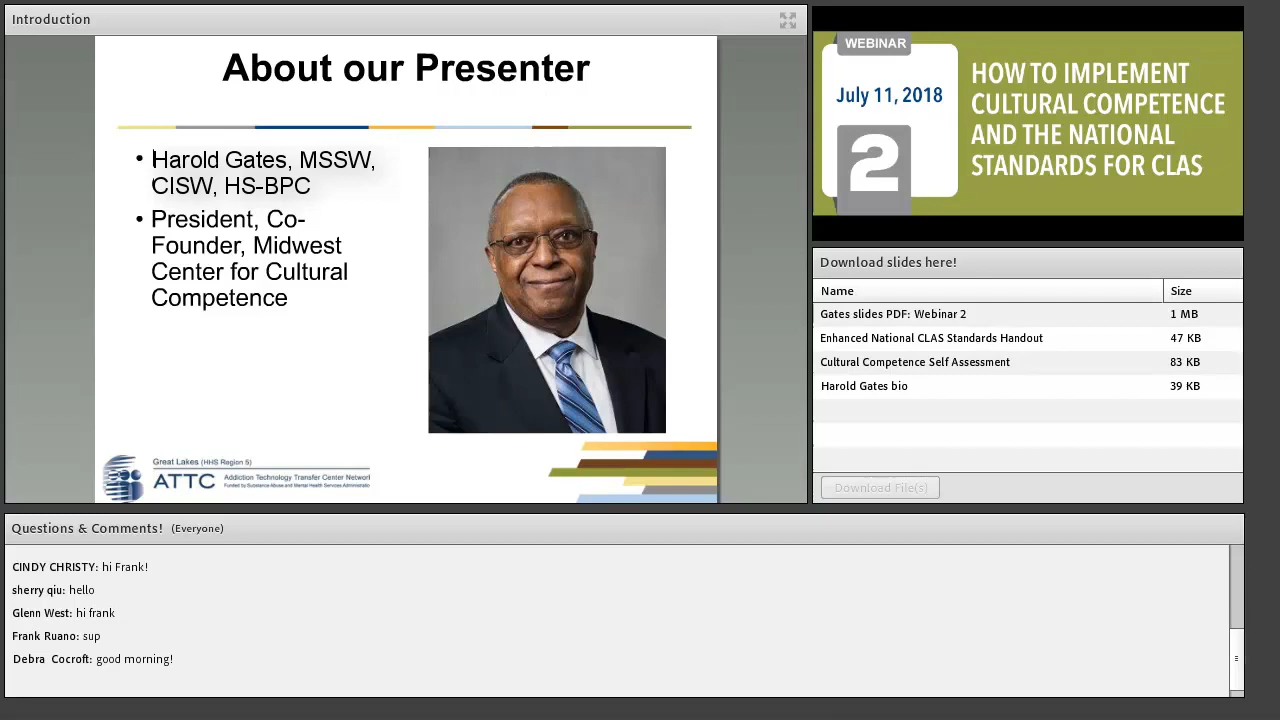 Introduction
About our Presenter
• Harold Gates, MSSW,
CISW, HS-BPC
• President, Co-
Founder, Midwest
Center for Cultural
Competence
Great Lakes (HHS Region 5)
ATTC
Addiction Technology Transfer Center Networ
Funded by Substance Abuse and Mental Health Services Administratio
WEBINAR
July 11, 2018
2
HOW TO IMPLEMENT
CULTURAL COMPETENCE
AND THE NATIONAL
STANDARDS FOR CLAS
Download slides here!
Name Size
Gates slides PDF: Webinar 2 1 MB
Enhanced National CLAS Standards Handout 47 KB
Cultural Competence Self Assessment 83 KB
Harold Gates bio 39 KB
Download File(s)
Questions & Comments! (Everyone)
CINDY CHRISTY: hi Frank!
sherry qiu: hello
Glenn West: hi frank
Frank Ruano: sup
Debra Cocroft: good morning!